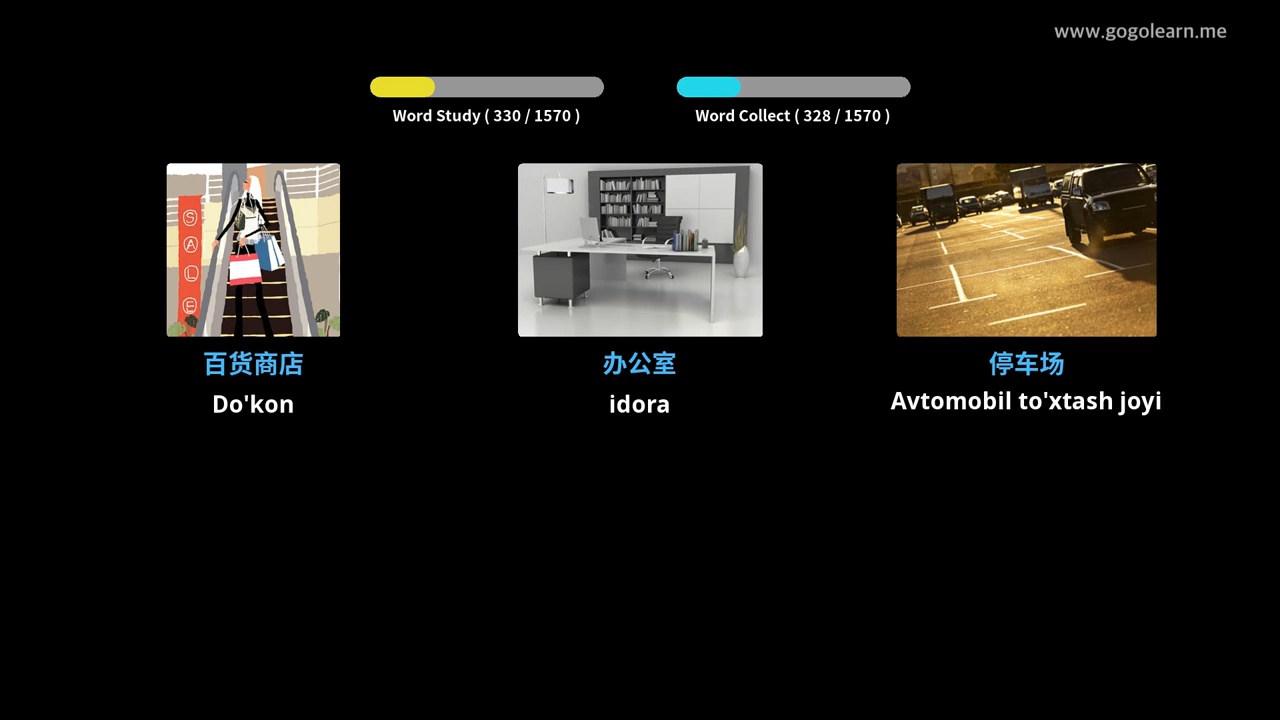 www.gogolearn.me
Word Study ( 330 / 1570 )
Word Collect ( 328 / 1570 )
SALE
百货商店
办公室
停车场
Do'kon
idora
Avtomobil to'xtash joyi